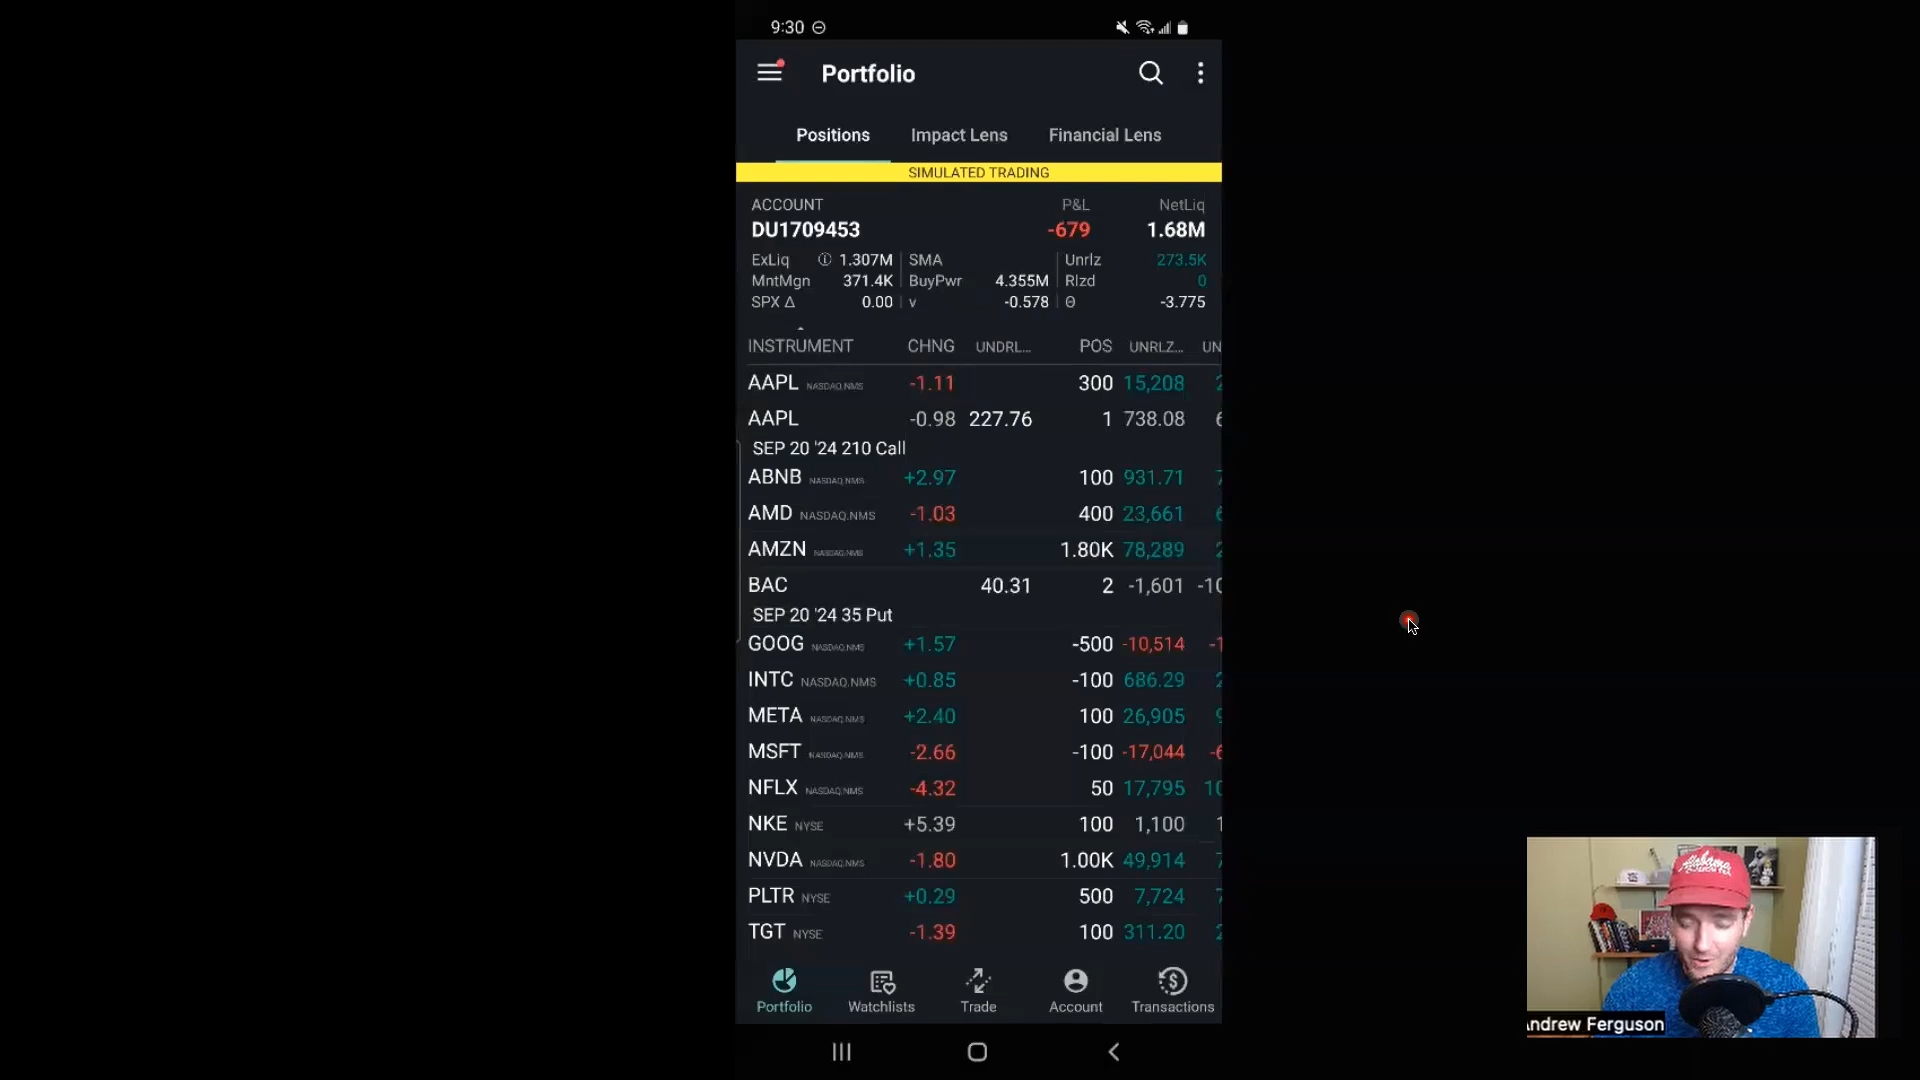 9:30
Portfolio
Positions Impact Lens Financial Lens
SIMULATED TRADING
ACCOUNT P&L NetLiq
DU1709453 -679 1.68M
ExLiq 1.307M SMA Unrlz 273.5K
MntMgn 371.4K BuyPwr 4.355M Rlzd 0
SPX Δ 0.00 v -0.578 Θ -3.775
INSTRUMENT CHNG UNDRL... POS UNRLZ... UN
AAPL NASDAQ.NMS -1.11 300 15,208
AAPL -0.98 227.76 1 738.08
SEP 20 '24 210 Call
ABNB NASDAQ.NMS +2.97 100 931.71
AMD NASDAQ.NMS -1.03 400 23,661
AMZN NASDAQ.NMS +1.35 1.80K 78,289
BAC 40.31 2 -1,601 -10
SEP 20 '24 35 Put
GOOG NASDAQ.NMS +1.57 -500 -10,514 -1
INTC NASDAQ.NMS +0.85 -100 686.29
META NASDAQ.NMS +2.40 100 26,905
MSFT NASDAQ.NMS -2.66 -100 -17,044
NFLX NASDAQ.NMS -4.32 50 17,795 10
NKE NYSE +5.39 100 1,100 1
NVDA NASDAQ.NMS -1.80 1.00K 49,914
PLTR NYSE +0.29 500 7,724
TGT NYSE -1.39 100 311.20
Portfolio Watchlists Trade Account Transactions
Alabama
Andrew Ferguson